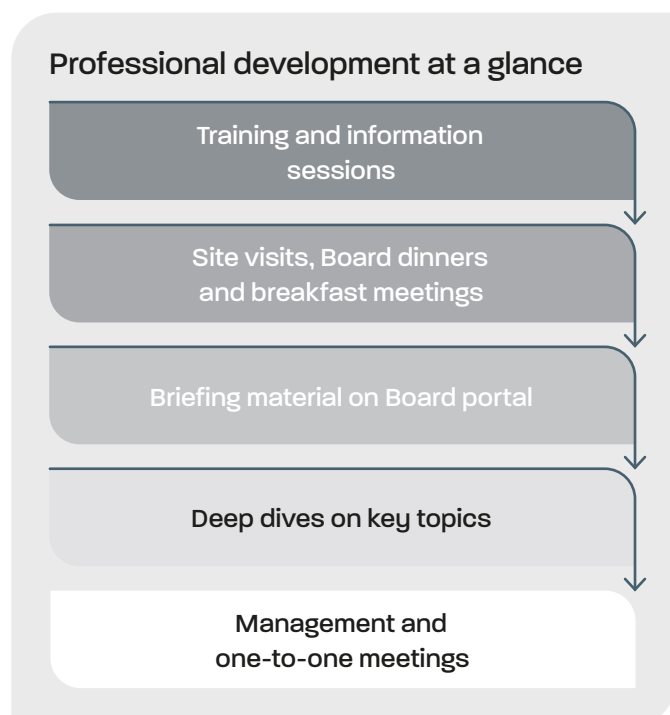 Professional development at a glance
Training and information
sessions
Site visits, Board dinners
and breakfast meetings
Briefing material on Board portal
Deep dives on key topics
Management and
one-to-one meetings